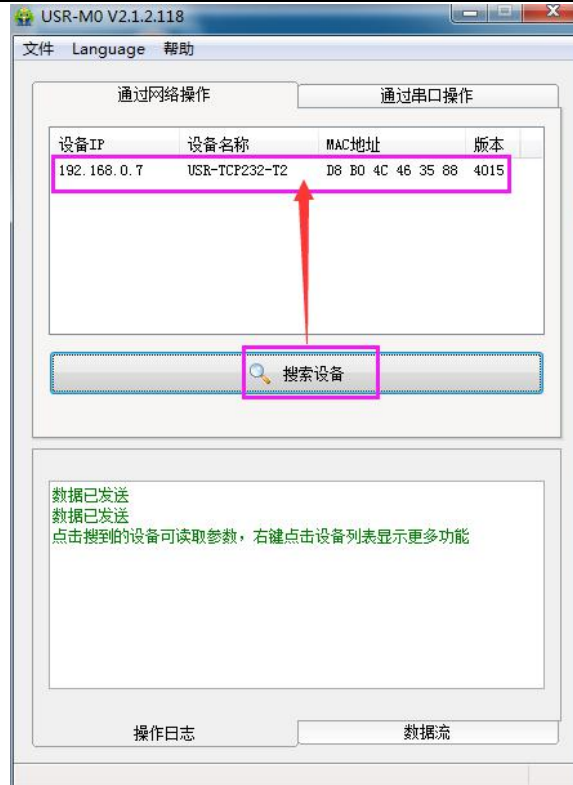 USR-M0 V2.1.2.118
文件 Language 帮助
通过网络操作 通过串口操作
设备IP 设备名称 MAC地址 版本
192.168.0.7 USR-TCP232-T2 D8 B0 4C 46 35 88 4015
搜索设备
数据已发送
数据已发送
点击搜到的设备可读取参数，右键点击设备列表显示更多功能
操作日志 数据流